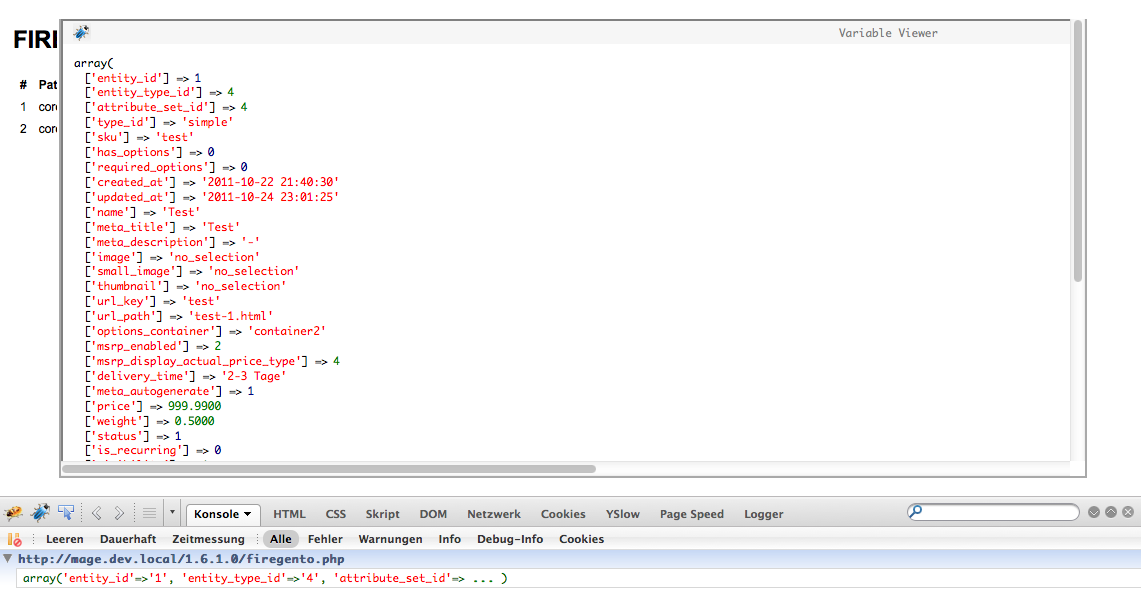 FIRE
Variable Viewer
# Pat
1 cor
2 cor
array(
['entity_id'] => 1
['entity_type_id'] => 4
['attribute_set_id'] => 4
['type_id'] => 'simple'
['sku'] => 'test'
['has_options'] => 0
['required_options'] => 0
['created_at'] => '2011-10-22 21:40:30'
['updated_at'] => '2011-10-24 23:01:25'
['name'] => 'Test'
['meta_title'] => 'Test'
['meta_description'] => '-'
['image'] => 'no_selection'
['small_image'] => 'no_selection'
['thumbnail'] => 'no_selection'
['url_key'] => 'test'
['url_path'] => 'test-1.html'
['options_container'] => 'container2'
['msrp_enabled'] => 2
['msrp_display_actual_price_type'] => 4
['delivery_time'] => '2-3 Tage'
['meta_autogenerate'] => 1
['price'] => 999.9900
['weight'] => 0.5000
['status'] => 1
['is_recurring'] => 0
Konsole HTML CSS Skript DOM Netzwerk Cookies YSlow Page Speed Logger
Leeren Dauerhaft Zeitmessung Alle Fehler Warnungen Info Debug-Info Cookies
http://mage.dev.local/1.6.1.0/firegento.php
array('entity_id'=>'1', 'entity_type_id'=>'4', 'attribute_set_id'=> ... )